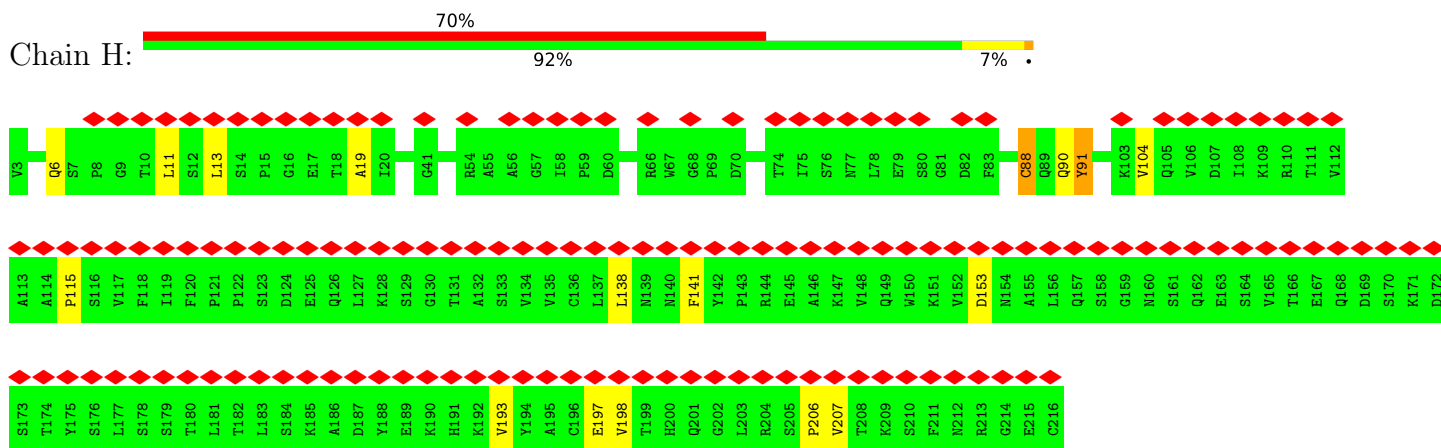 70%
Chain H:
92% 7% •
V3 Q6 S7 P8 G9 T10 L11 S12 L13 S14 P15 G16 E17 T18 A19 I20 G41 R54 A55 A56 G57 I58 P59 D60 R66 W67 G68 P69 D70 T74 I75 S76 N77 L78 E79 S80 G81 D82 F83 C88 Q89 Q90 Y91 K103 V104 Q105 V106 D107 I108 K109 R110 T111 V112
A113 A114 P115 S116 V117 F118 I119 F120 P121 P122 S123 D124 E125 Q126 L127 K128 S129 G130 T131 A132 S133 V134 V135 C136 L137 L138 N139 N140 F141 Y142 P143 R144 E145 A146 K147 V148 Q149 W150 K151 V152 D153 N154 A155 L156 Q157 S158 G159 N160 S161 Q162 E163 S164 V165 T166 E167 Q168 D169 S170 K171 D172
S173 T174 Y175 S176 L177 S178 S179 T180 L181 T182 L183 S184 K185 A186 D187 Y188 E189 K190 H191 K192 V193 Y194 A195 C196 E197 V198 T199 H200 Q201 G202 L203 R204 S205 P206 V207 T208 K209 S210 F211 N212 R213 G214 E215 C216